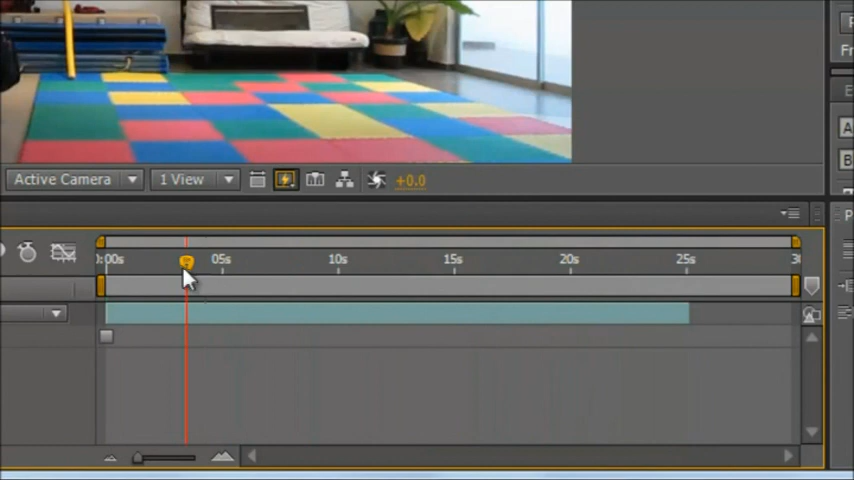 Active Camera
1 View
+0.0
0:00s
05s
10s
15s
20s
25s